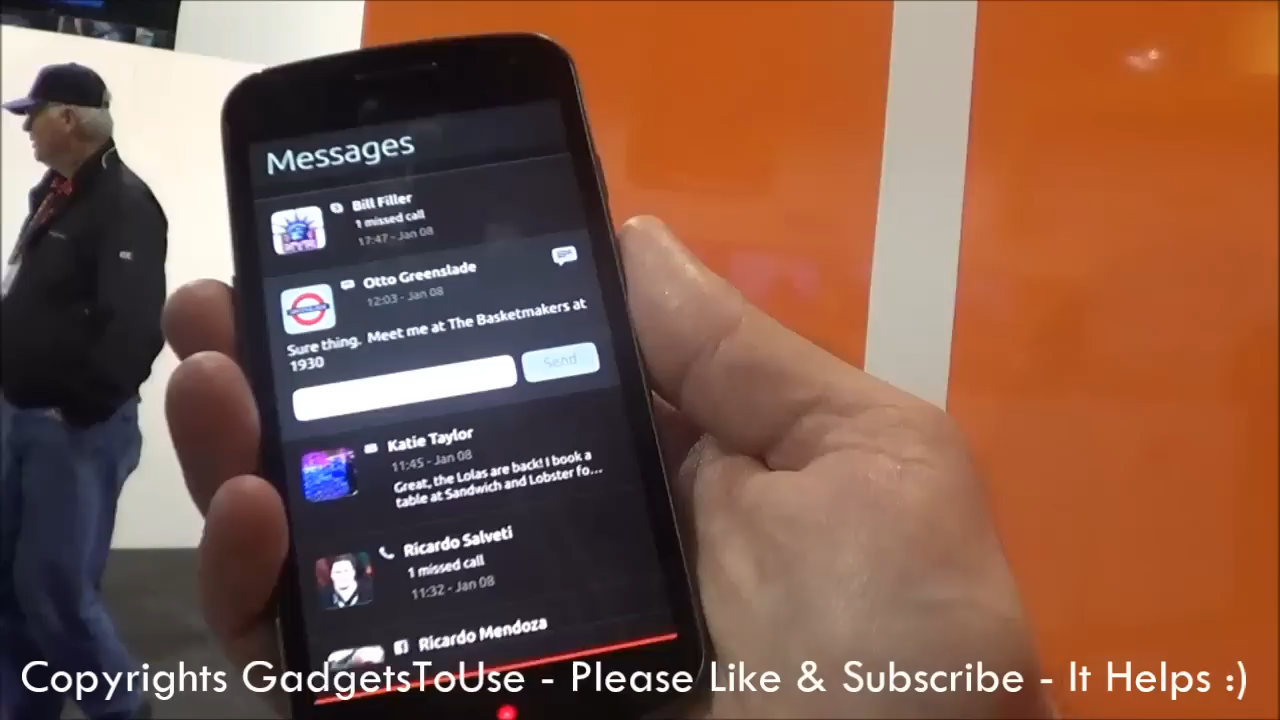 Messages
Bill Filler
1 missed call
17:47 - Jan 08
Otto Greenslade
12:03 - Jan 08
Sure thing. Meet me at The Basketmakers at
1930
Send
Katie Taylor
11:45 - Jan 08
Great, the Lolas are back! I book a
table at Sandwich and Lobster fo...
Ricardo Salveti
1 missed call
11:32 - Jan 08
Ricardo Mendoza
Copyrights GadgetsToUse - Please Like & Subscribe - It Helps :)